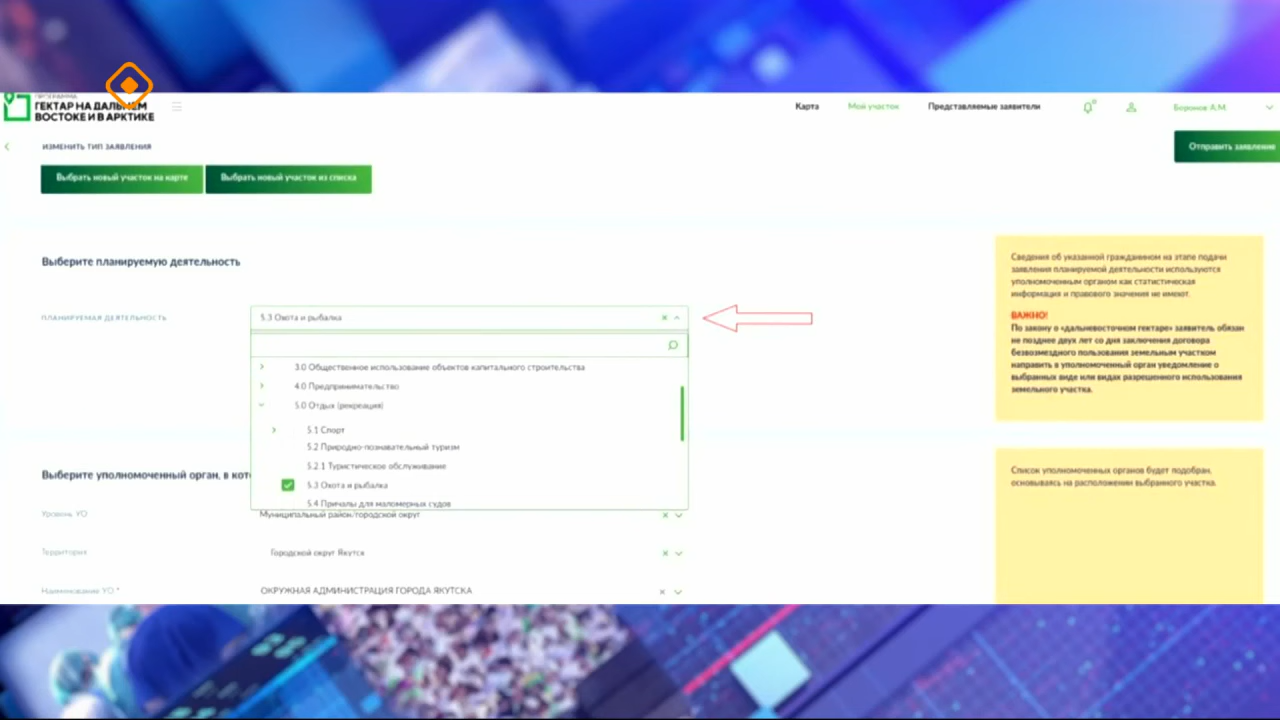 ПРОГРАММА
ГЕКТАР НА ДАЛЬНЕМ
ВОСТОКЕ И В АРКТИКЕ
Карта
Мой участок
Представляемые заявители
Боронов А.М.
ИЗМЕНИТЬ ТИП ЗАЯВЛЕНИЯ
Отправить заявление
Выбрать новый участок на карте
Выбрать новый участок из списка
Выберите планируемую деятельность
ПЛАНИРУЕМАЯ ДЕЯТЕЛЬНОСТЬ
5.3 Охота и рыбалка
3.0 Общественное использование объектов капитального строительства
4.0 Предпринимательство
5.0 Отдых (рекреация)
5.1 Спорт
5.2 Природно-познавательный туризм
5.2.1 Туристическое обслуживание
5.3 Охота и рыбалка
5.4 Причалы для маломерных судов
Сведения об указанной гражданином на этапе подачи
заявления планируемой деятельности используются
уполномоченным органом как статистическая
информация и правового значения не имеют.
ВАЖНО!
По закону о «дальневосточном гектаре» заявитель обязан
не позднее двух лет со дня заключения договора
безвозмездного пользования земельным участком
направить в уполномоченный орган уведомление о
выбранных виде или видах разрешенного использования
земельного участка.
Выберите уполномоченный орган, в кот
Уровень УО
Муниципальный район/городской округ
Территория
Городской округ Якутск
Наименование УО *
ОКРУЖНАЯ АДМИНИСТРАЦИЯ ГОРОДА ЯКУТСКА
Список уполномоченных органов будет подобран,
основываясь на расположении выбранного участка.